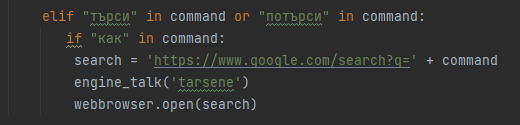 elif "търси" in command or "потърси" in command:
if "как" in command:
search = 'https://www.google.com/search?q=' + command
engine_talk('tarsene')
webbrowser.open(search)